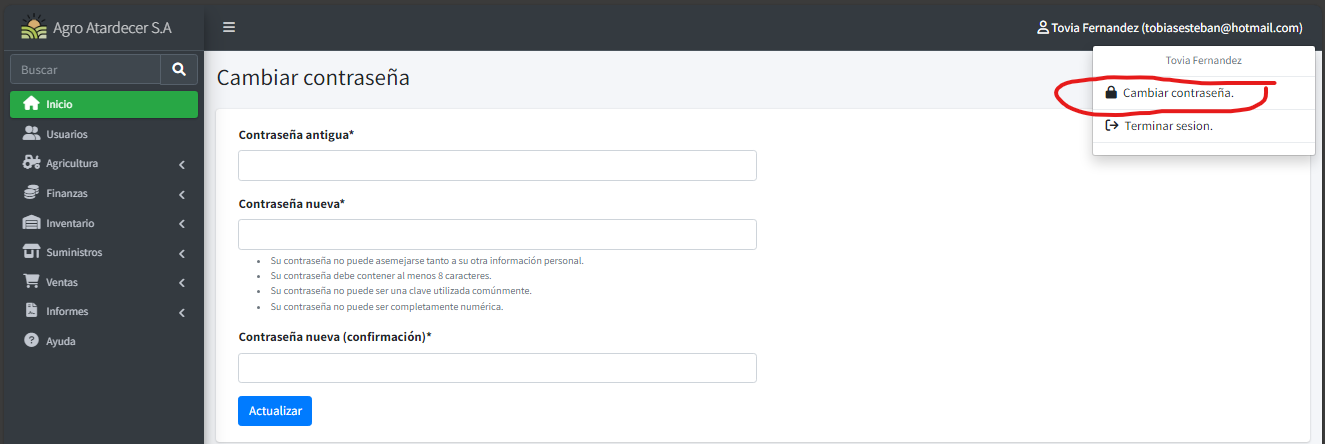 Agro Atardecer S.A
Tovia Fernandez (tobiasesteban@hotmail.com)
Buscar
Inicio
Usuarios
Agricultura
Finanzas
Inventario
Suministros
Ventas
Informes
Ayuda
Tovia Fernandez
Cambiar contraseña.
Terminar sesion.
Cambiar contraseña
Contraseña antigua*
Contraseña nueva*
Su contraseña no puede asemejarse tanto a su otra información personal.
Su contraseña debe contener al menos 8 caracteres.
Su contraseña no puede ser una clave utilizada comúnmente.
Su contraseña no puede ser completamente numérica.
Contraseña nueva (confirmación)*
Actualizar